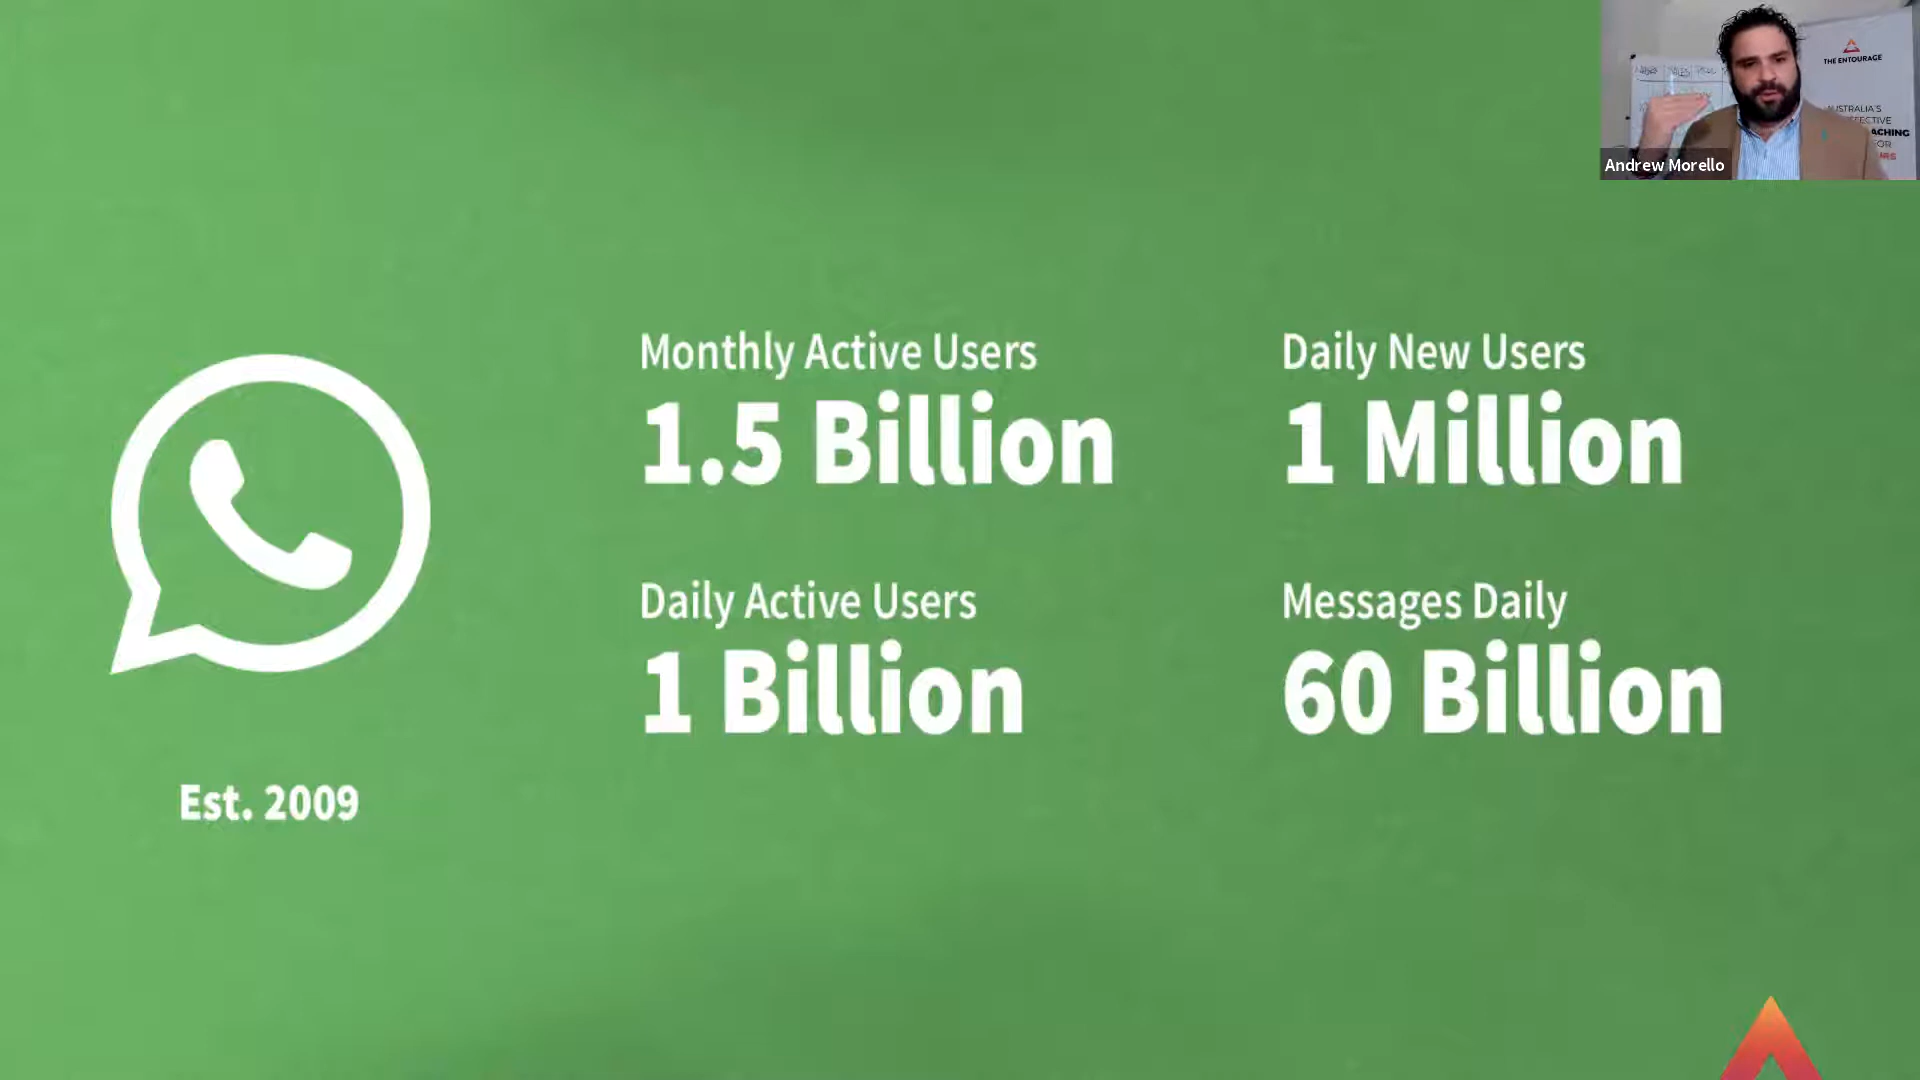 Monthly Active Users
1.5 Billion
Daily New Users
1 Million
Daily Active Users
1 Billion
Messages Daily
60 Billion
Est. 2009
THE ENTOURAGE
Andrew Morello